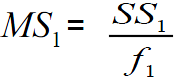 MS₁ = SS₁ / f₁